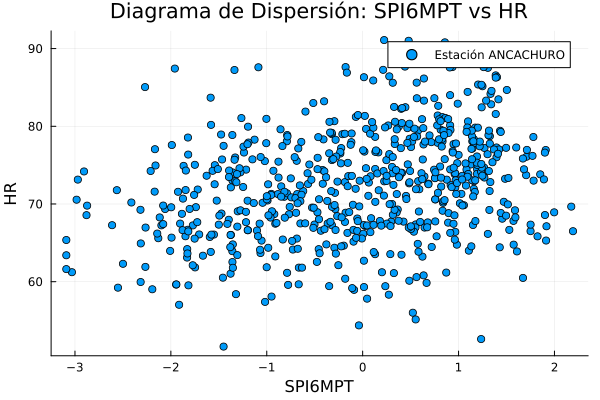 Diagrama de Dispersión: SPI6MPT vs HR
Estación ANCACHURO
HR
90
80
70
60
−3
−2
−1
0
1
2
SPI6MPT